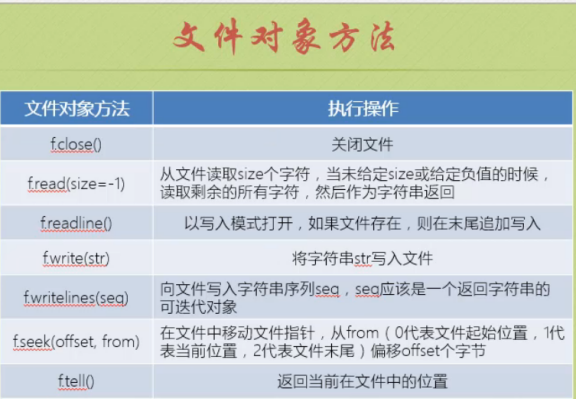 文件对象方法
文件对象方法 执行操作
f.close() 关闭文件
f.read(size=-1) 从文件读取size个字符，当未给定size或给定负值的时候，
读取剩余的所有字符，然后作为字符串返回
f.readline() 以写入模式打开，如果文件存在，则在末尾追加写入
f.write(str) 将字符串str写入文件
f.writelines(seq) 向文件写入字符串序列seq，seq应该是一个返回字符串的
可迭代对象
f.seek(offset, from) 在文件中移动文件指针，从from（0代表文件起始位置，1代
表当前位置，2代表文件末尾）偏移offset个字节
f.tell() 返回当前在文件中的位置